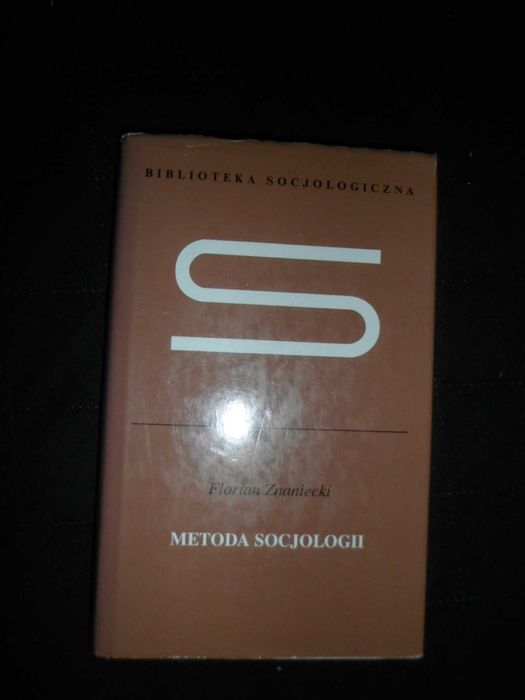 BIBLIOTEKA SOCJOLOGICZNA
S
Florian Znaniecki
METODA SOCJOLOGII